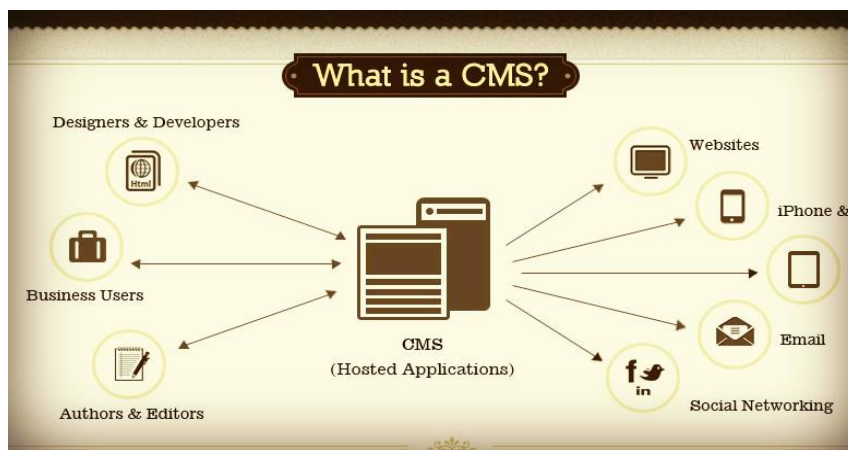 What is a CMS?
Designers & Developers
Html
Business Users
Authors & Editors
CMS
(Hosted Applications)
Websites
iPhone &
Email
f
in
Social Networking